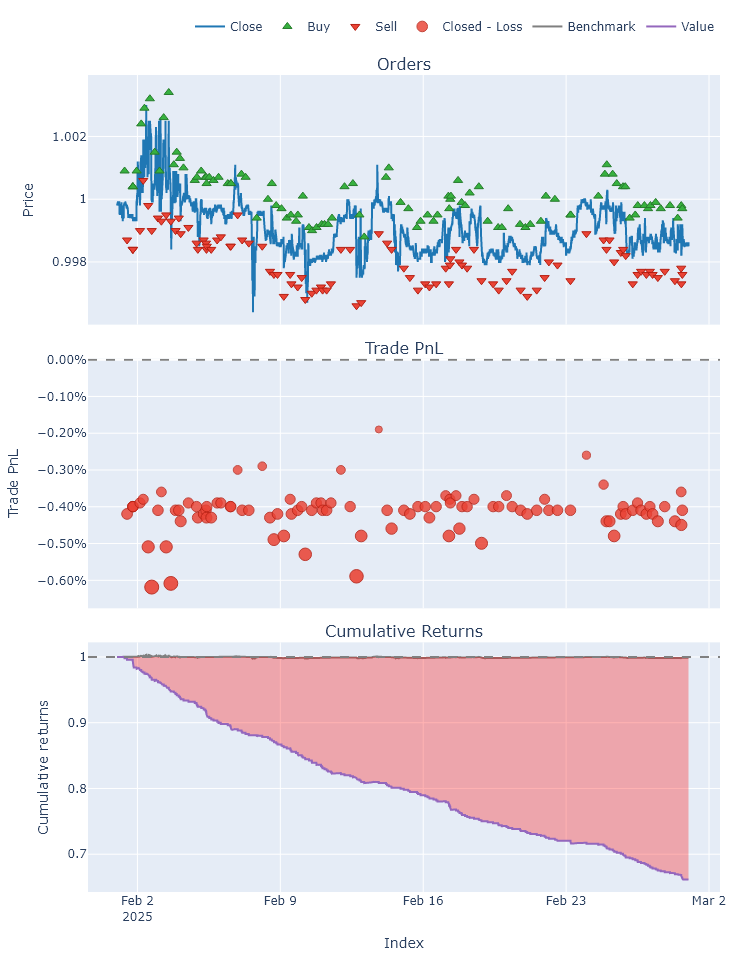 Close Buy Sell Closed - Loss Benchmark Value
Orders
1.002
1
0.998
Price
Trade PnL
0.00%
−0.10%
−0.20%
−0.30%
−0.40%
−0.50%
−0.60%
Trade PnL
Cumulative Returns
1
0.9
0.8
0.7
Cumulative returns
Feb 2 Feb 9 Feb 16 Feb 23 Mar 2
2025
Index